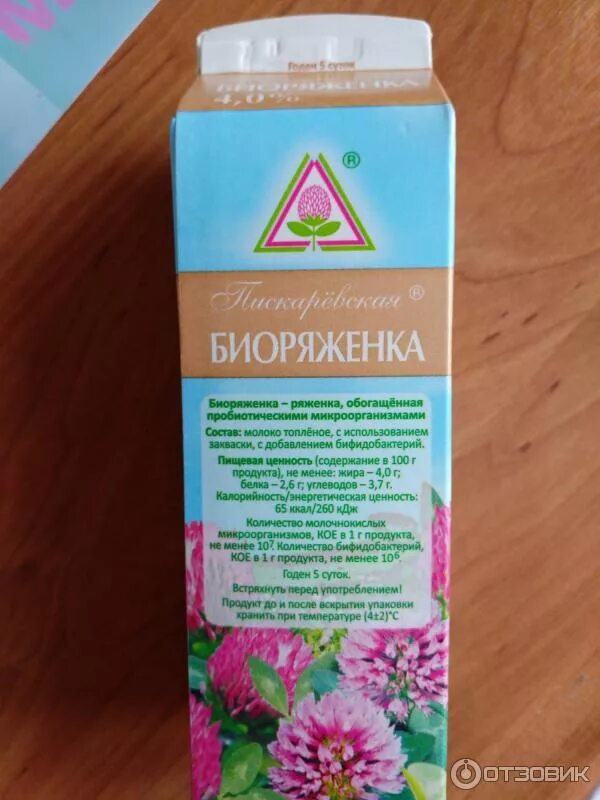 Годен 5 суток
БИОРЯЖЕНКА
4,0%
®
Пискарёвская ®
БИОРЯЖЕНКА
Биоряженка – ряженка, обогащённая
пробиотическими микроорганизмами
Состав: молоко топлёное, с использованием
закваски, с добавлением бифидобактерий.
Пищевая ценность (содержание в 100 г
продукта), не менее: жира – 4,0 г;
белка – 2,6 г; углеводов – 3,7 г.
Калорийность/энергетическая ценность:
65 ккал/260 кДж
Количество молочнокислых
микроорганизмов, КОЕ в 1 г продукта,
не менее 10⁷. Количество бифидобактерий,
КОЕ в 1 г продукта, не менее 10⁶.
Годен 5 суток.
Встряхнуть перед употреблением!
Продукт до и после вскрытия упаковки
хранить при температуре (4±2)°С
ОТЗОВИК